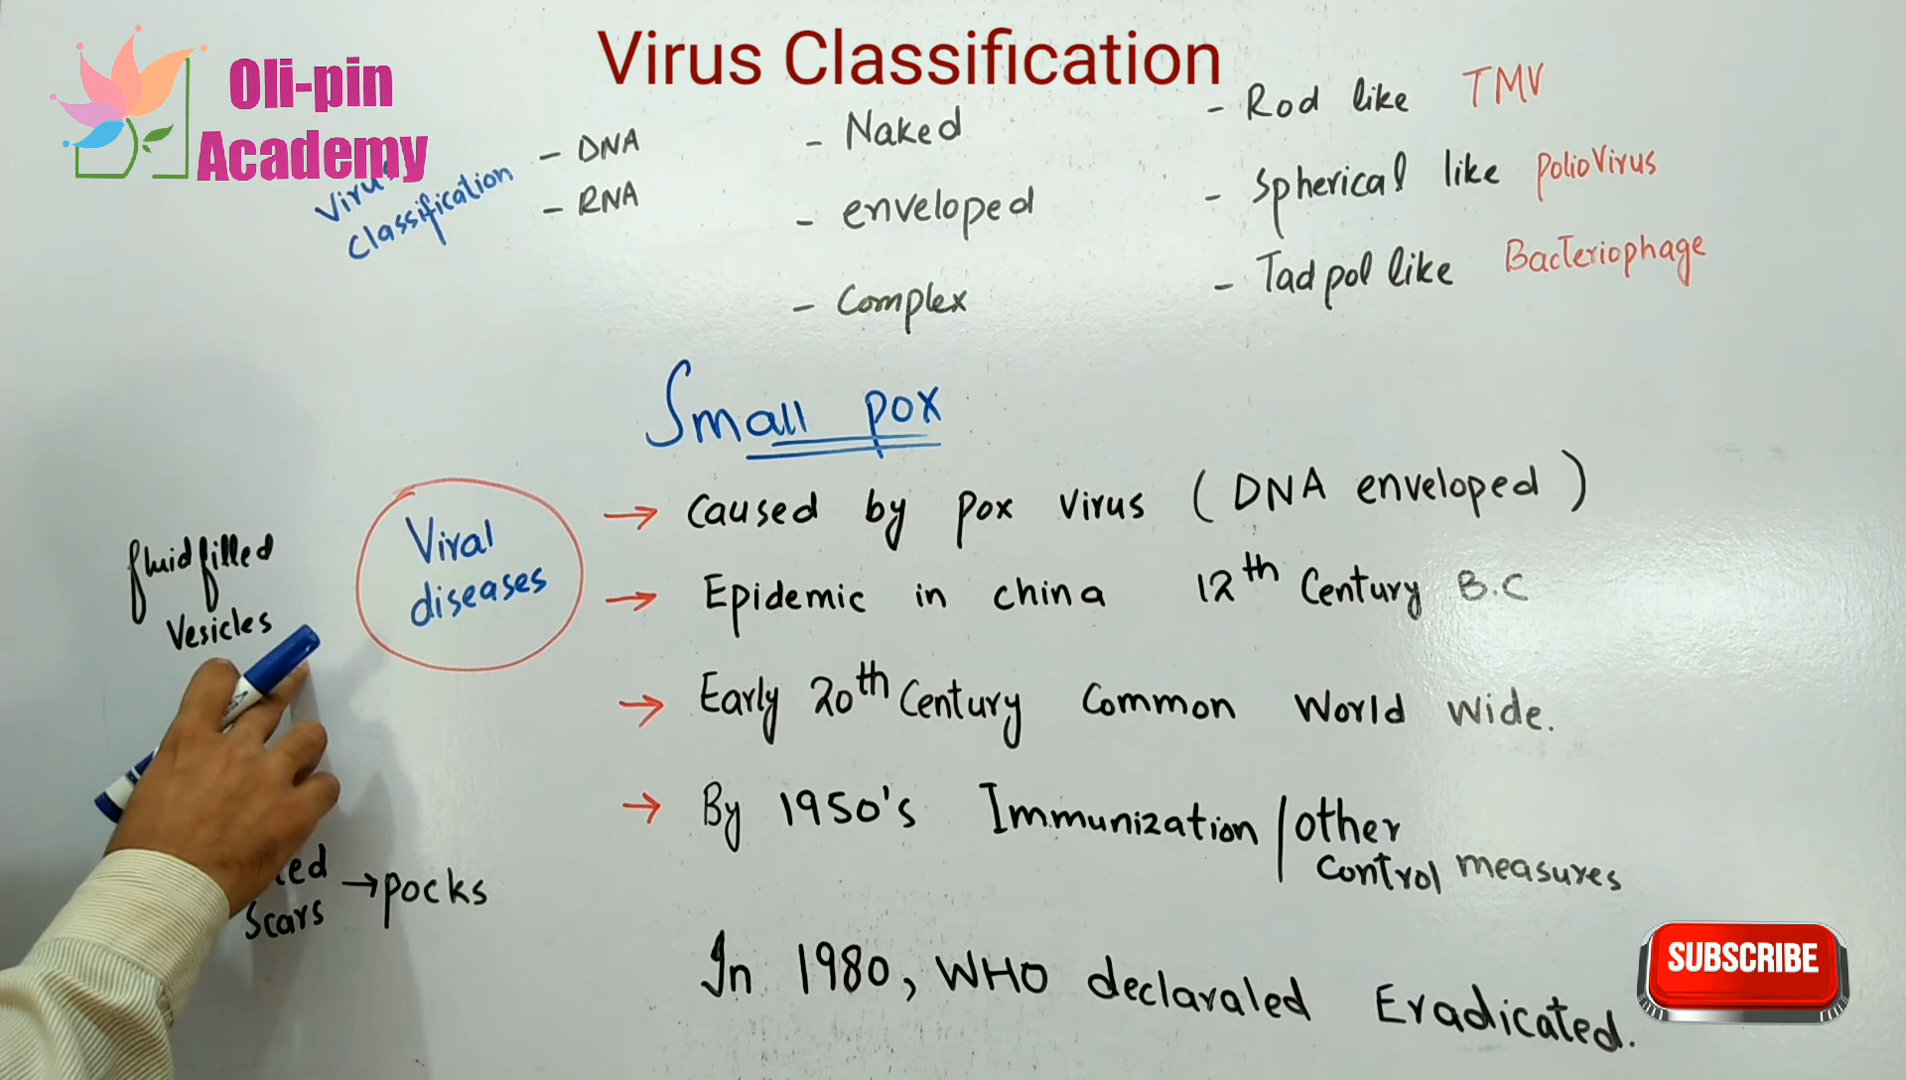 Virus Classification
Oli-pin
Academy
Virus
Classification
- DNA
- RNA
- Naked
- enveloped
- Complex
- Rod like TMV
- Spherical like PolioVirus
- Tadpol like Bacteriophage
Small pox
Viral
diseases
fluid filled
Vesicles
Scars → pocks
→ Caused by pox Virus (DNA enveloped)
→ Epidemic in china 12th Century B.C
→ Early 20th Century Common World Wide.
→ By 1950's Immunization / other
Control measures
In 1980, WHO declaraled Eradicated.
SUBSCRIBE